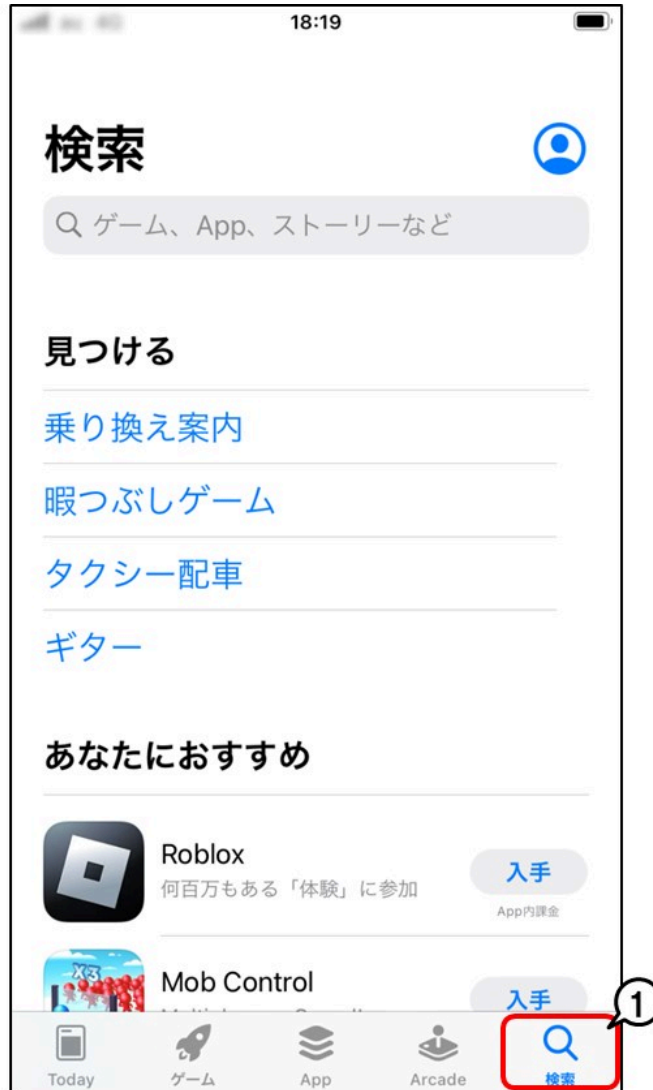 18:19
検索
ゲーム、App、ストーリーなど
見つける
乗り換え案内
暇つぶしゲーム
タクシー配車
ギター
あなたにおすすめ
Roblox
何百万もある「体験」に参加
入手
App内課金
X3
Mob Control
入手
1
Today
ゲーム
App
Arcade
検索